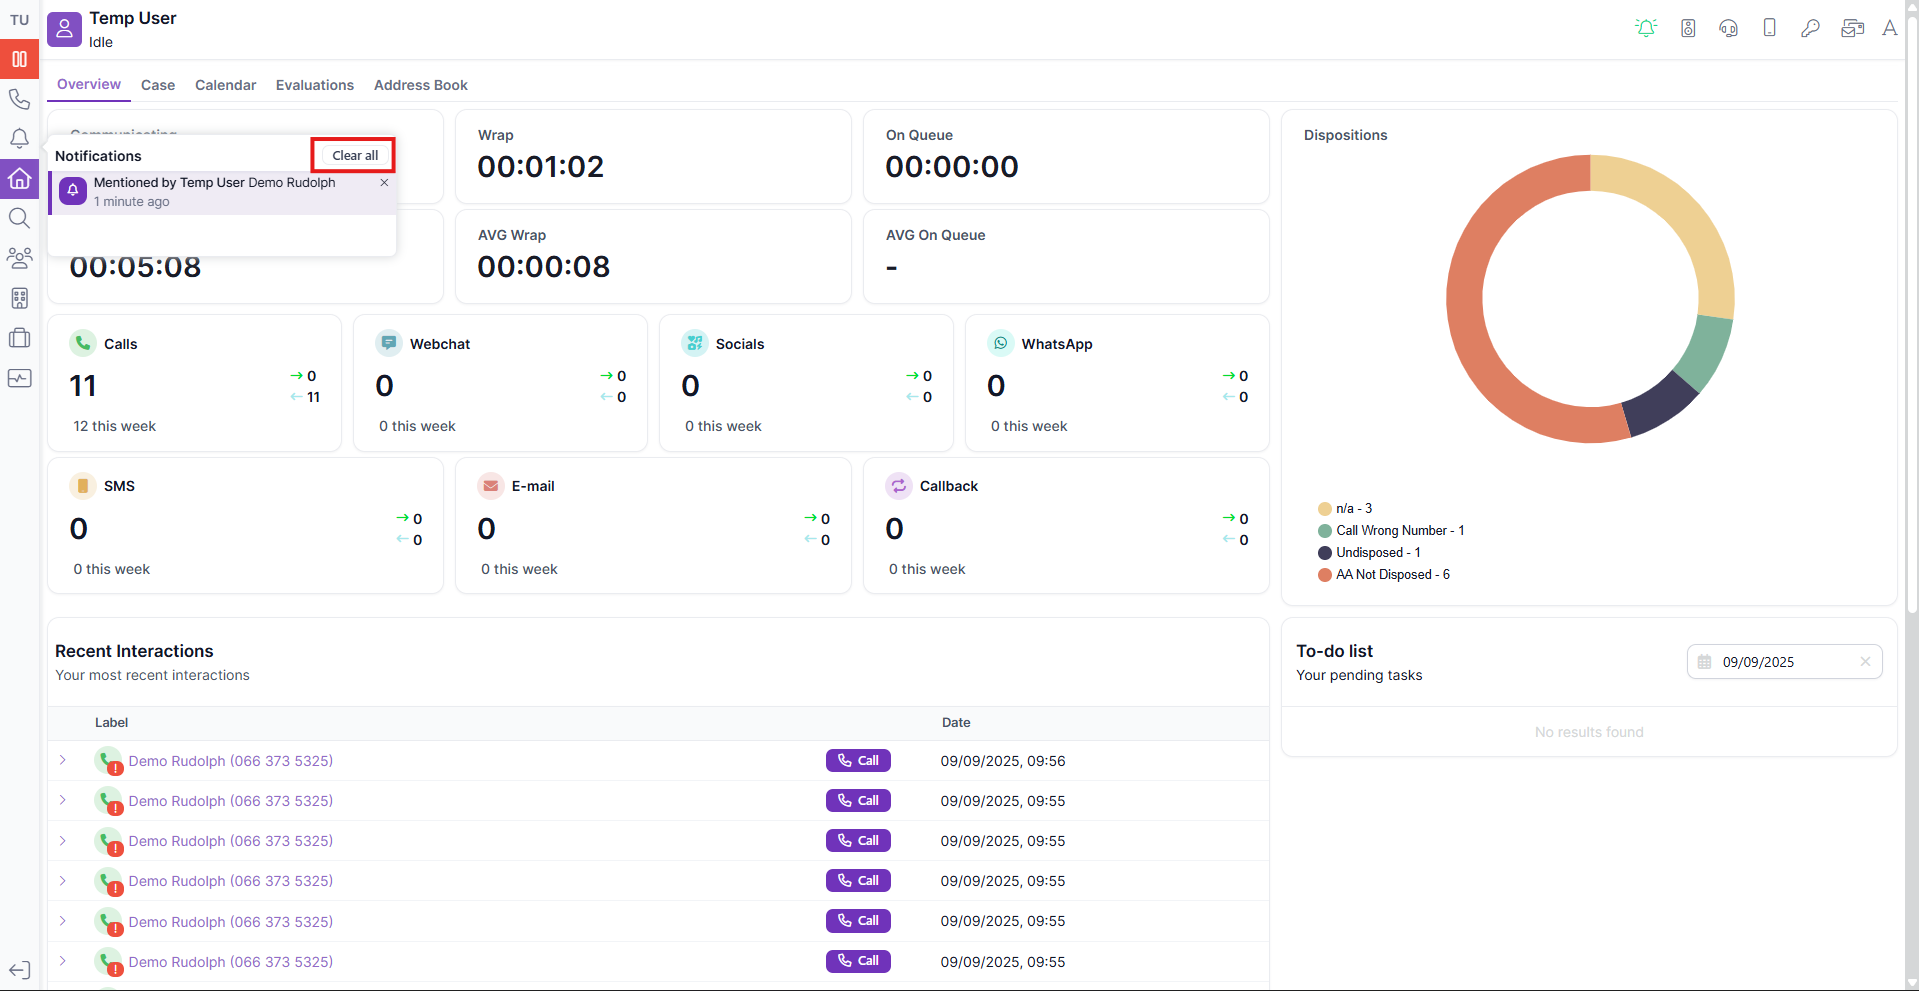 TU
Temp User
Idle
A
Overview
Case
Calendar
Evaluations
Address Book
Notifications
Clear all
Mentioned by Temp User Demo Rudolph
1 minute ago
00:05:08
Wrap
00:01:02
On Queue
00:00:00
AVG Wrap
00:00:08
AVG On Queue
-
Calls
11
0
11
12 this week
Webchat
0
0
0
0 this week
Socials
0
0
0
0 this week
WhatsApp
0
0
0
0 this week
SMS
0
0
0
0 this week
E-mail
0
0
0
0 this week
Callback
0
0
0
0 this week
Dispositions
n/a - 3
Call Wrong Number - 1
Undisposed - 1
AA Not Disposed - 6
Recent Interactions
Your most recent interactions
Label
Date
Demo Rudolph (066 373 5325)
Call
09/09/2025, 09:56
Demo Rudolph (066 373 5325)
Call
09/09/2025, 09:55
Demo Rudolph (066 373 5325)
Call
09/09/2025, 09:55
Demo Rudolph (066 373 5325)
Call
09/09/2025, 09:55
Demo Rudolph (066 373 5325)
Call
09/09/2025, 09:55
Demo Rudolph (066 373 5325)
Call
09/09/2025, 09:55
To-do list
Your pending tasks
09/09/2025
No results found